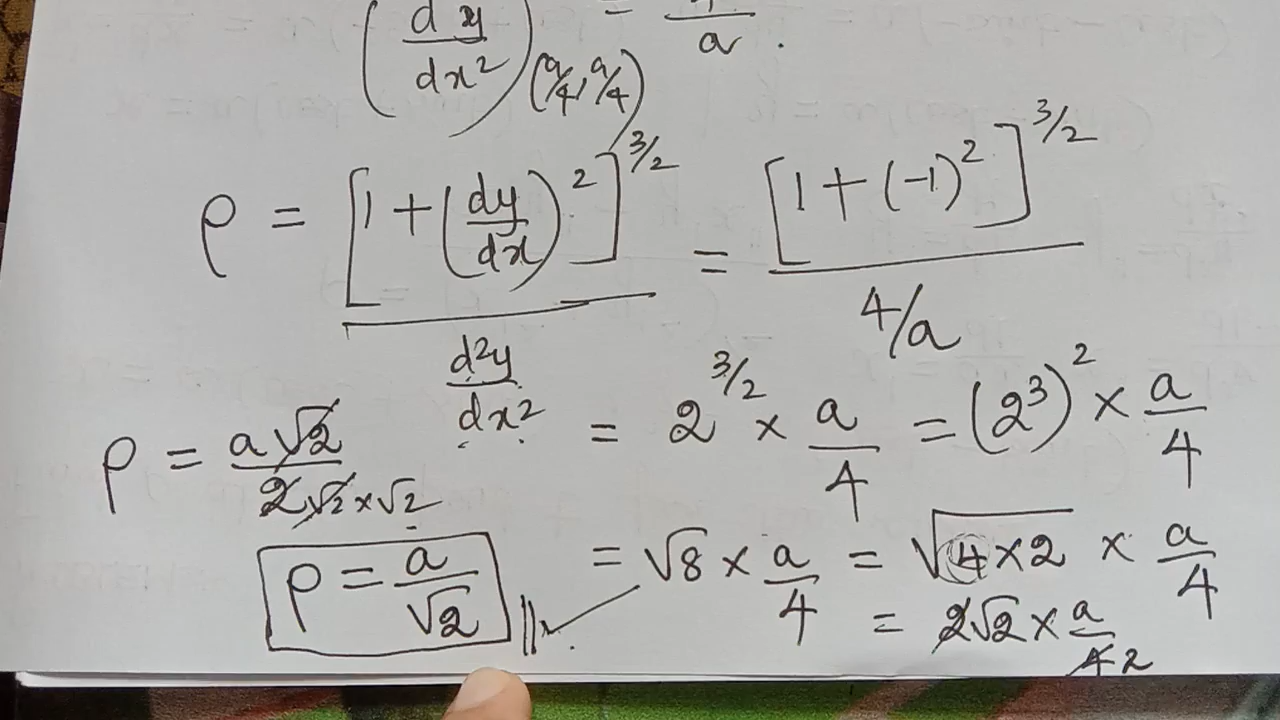 (dy/dx²)(a/4, a/4) = 4/a.
ρ = [1 + (dy/dx)²]^3/2 / d²y/dx² = [1 + (-1)²]^3/2 / 4/a
= 2^3/2 × a/4 = (2³)² × a/4
= √8 × a/4 = √4×2 × a/4
= 2√2 × a/4 2
ρ = a√2 / 2√2×√2
ρ = a/√2